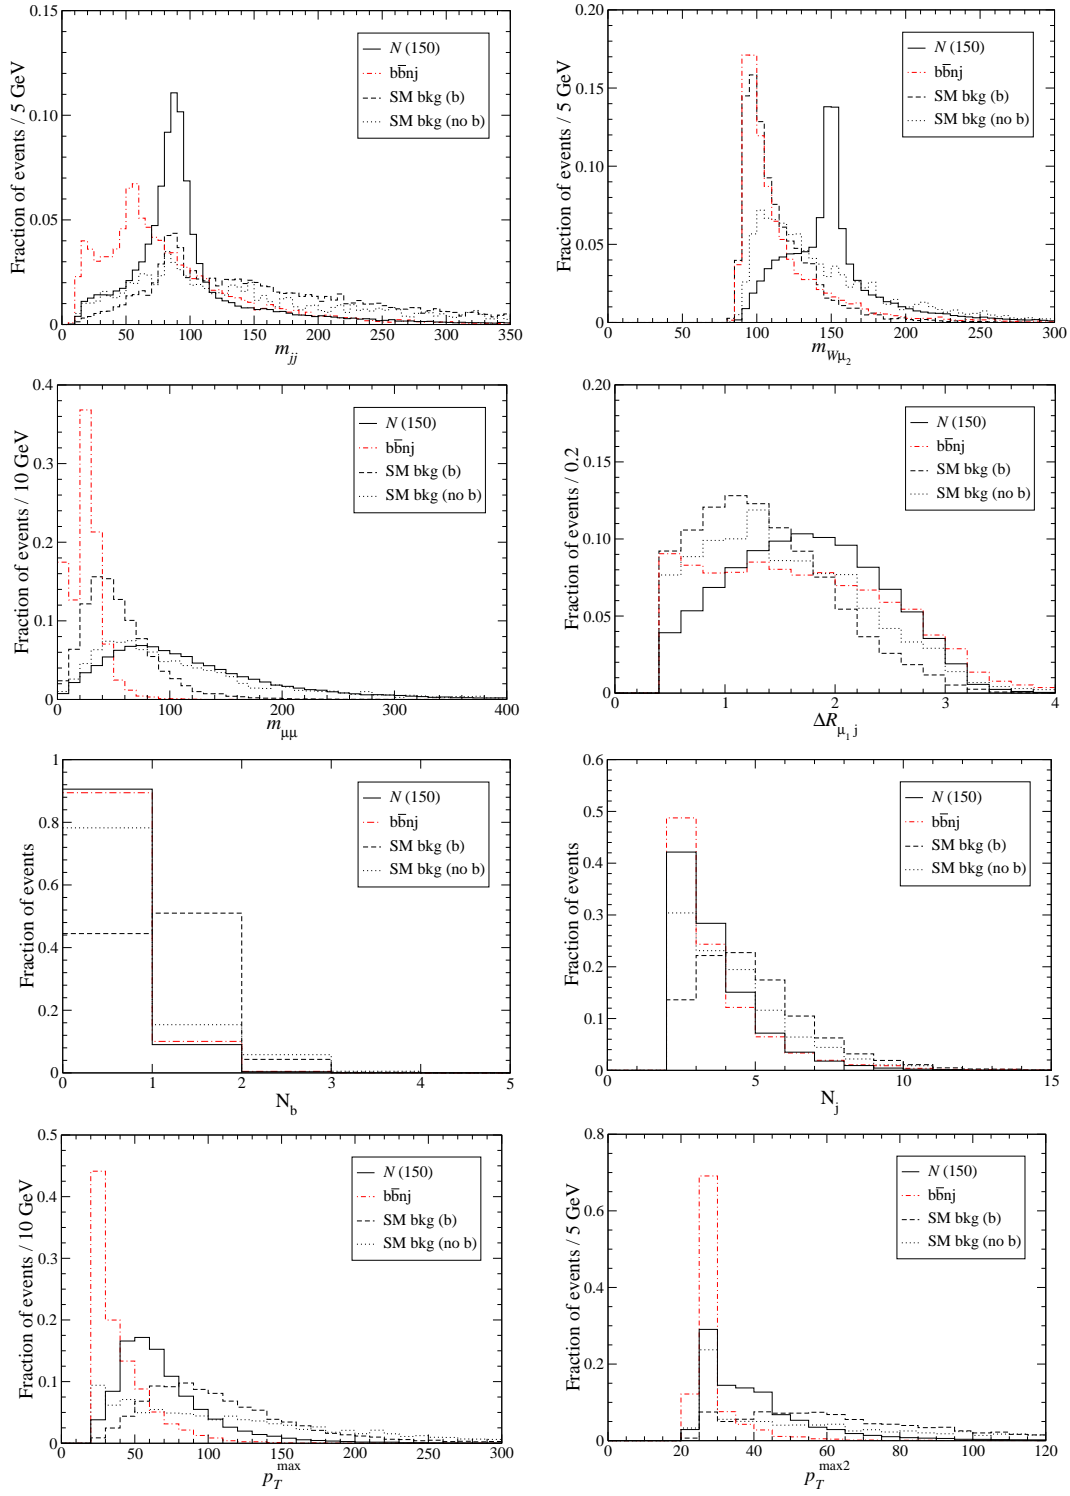 0.15
0.10
0.05
0
Fraction of events / 5 GeV
N (150)
bb̄nj
SM bkg (b)
SM bkg (no b)
0 50 100 150 200 250 300 350
m_jj
0.20
0.15
0.10
0.05
0
Fraction of events / 5 GeV
N (150)
bb̄nj
SM bkg (b)
SM bkg (no b)
0 50 100 150 200 250 300
m_Wμ₂
0.4
0.3
0.2
0.1
0
Fraction of events / 10 GeV
N (150)
bb̄nj
SM bkg (b)
SM bkg (no b)
0 100 200 300 400
m_μμ
0.20
0.15
0.10
0.05
0
Fraction of events / 0.2
N (150)
bb̄nj
SM bkg (b)
SM bkg (no b)
0 1 2 3 4
ΔR_μ₁ j
1
0.8
0.6
0.4
0.2
0
Fraction of events
N (150)
bb̄nj
SM bkg (b)
SM bkg (no b)
0 1 2 3 4 5
N_b
0.6
0.5
0.4
0.3
0.2
0.1
0
Fraction of events
N (150)
bb̄nj
SM bkg (b)
SM bkg (no b)
0 5 10 15
N_j
0.5
0.4
0.3
0.2
0.1
0
Fraction of events / 10 GeV
N (150)
bb̄nj
SM bkg (b)
SM bkg (no b)
0 50 100 150 200 250 300
p_T^max
0.8
0.6
0.4
0.2
0
Fraction of events / 5 GeV
N (150)
bb̄nj
SM bkg (b)
SM bkg (no b)
0 20 40 60 80 100 120
p_T^max2